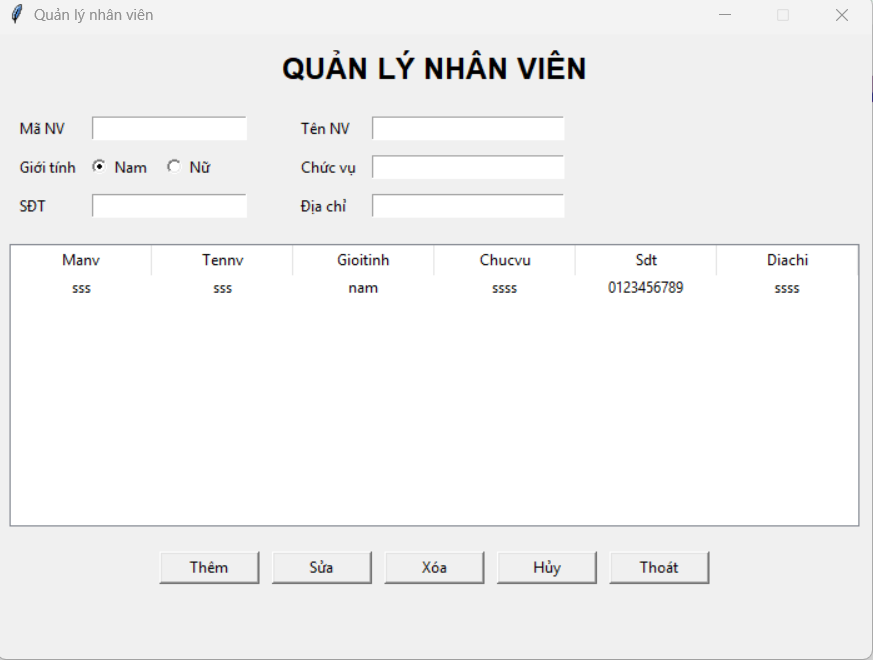 Quản lý nhân viên
QUẢN LÝ NHÂN VIÊN
Mã NV Tên NV
Giới tính Nam Nữ Chức vụ
SĐT Địa chỉ
Manv Tennv Gioitinh Chucvu Sdt Diachi
sss sss nam ssss 0123456789 ssss
Thêm Sửa Xóa Hủy Thoát